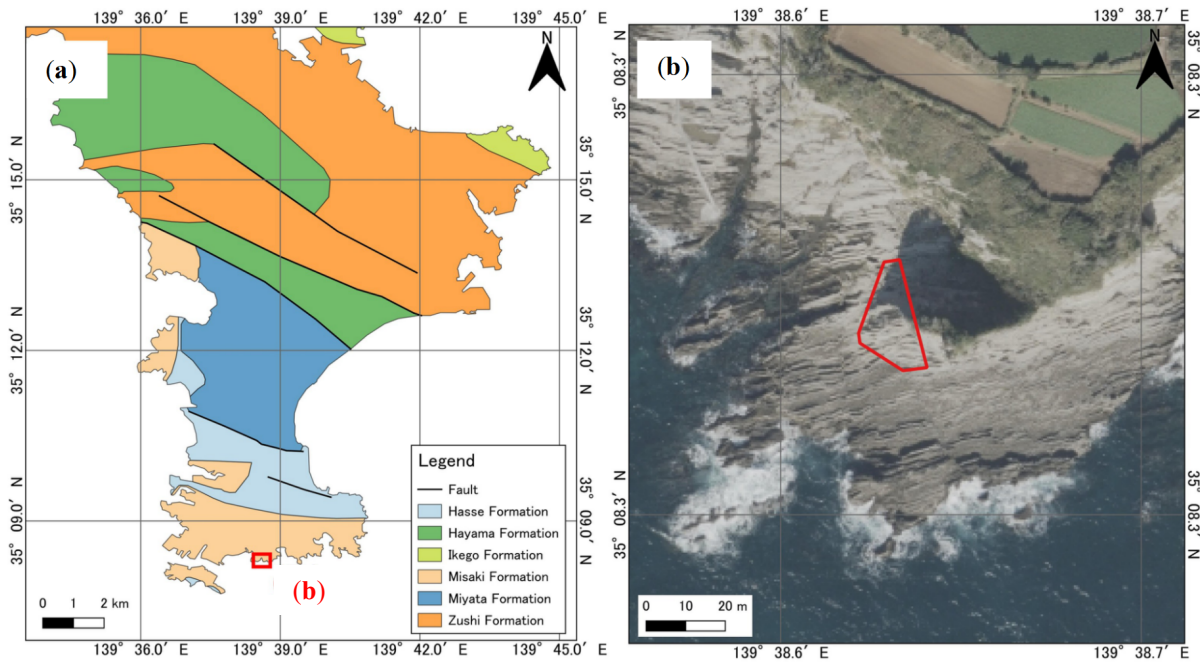 139° 36.0′ E
139° 39.0′ E
139° 42.0′ E
139° 45.0′ E
(a)
N
35° 15.0′ N
35° 15.0′ N
35° 12.0′ N
35° 12.0′ N
35° 09.0′ N
35° 09.0′ N
Legend
Fault
Hasse Formation
Hayama Formation
Ikego Formation
Misaki Formation
Miyata Formation
Zushi Formation
(b)
0 1 2 km
139° 36.0′ E
139° 39.0′ E
139° 42.0′ E
139° 45.0′ E
139° 38.6′ E
139° 38.7′ E
(b)
N
35° 08.3′ N
35° 08.3′ N
35° 08.3′ N
35° 08.3′ N
0 10 20 m
139° 38.6′ E
139° 38.7′ E